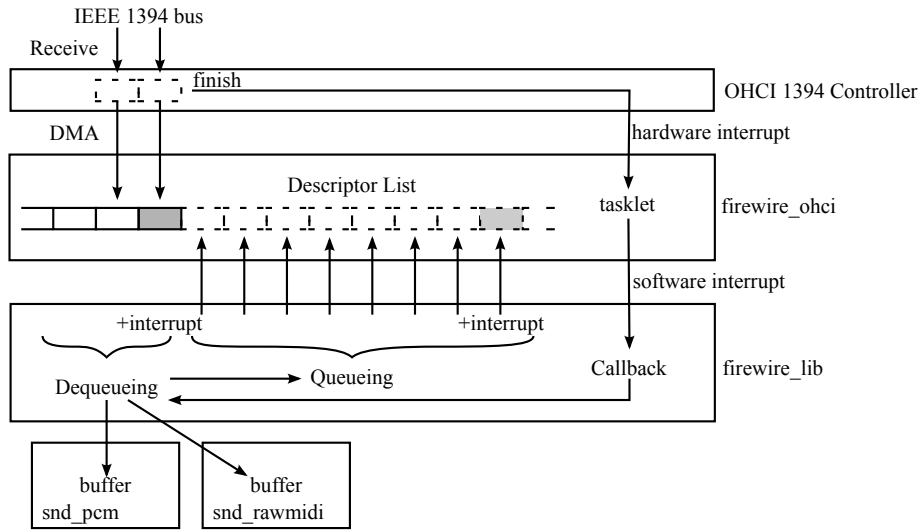 IEEE 1394 bus
Receive
finish
OHCI 1394 Controller
DMA
hardware interrupt
Descriptor List
tasklet
firewire_ohci
software interrupt
+interrupt
+interrupt
Dequeueing
Queueing
Callback
firewire_lib
buffer
snd_pcm
buffer
snd_rawmidi